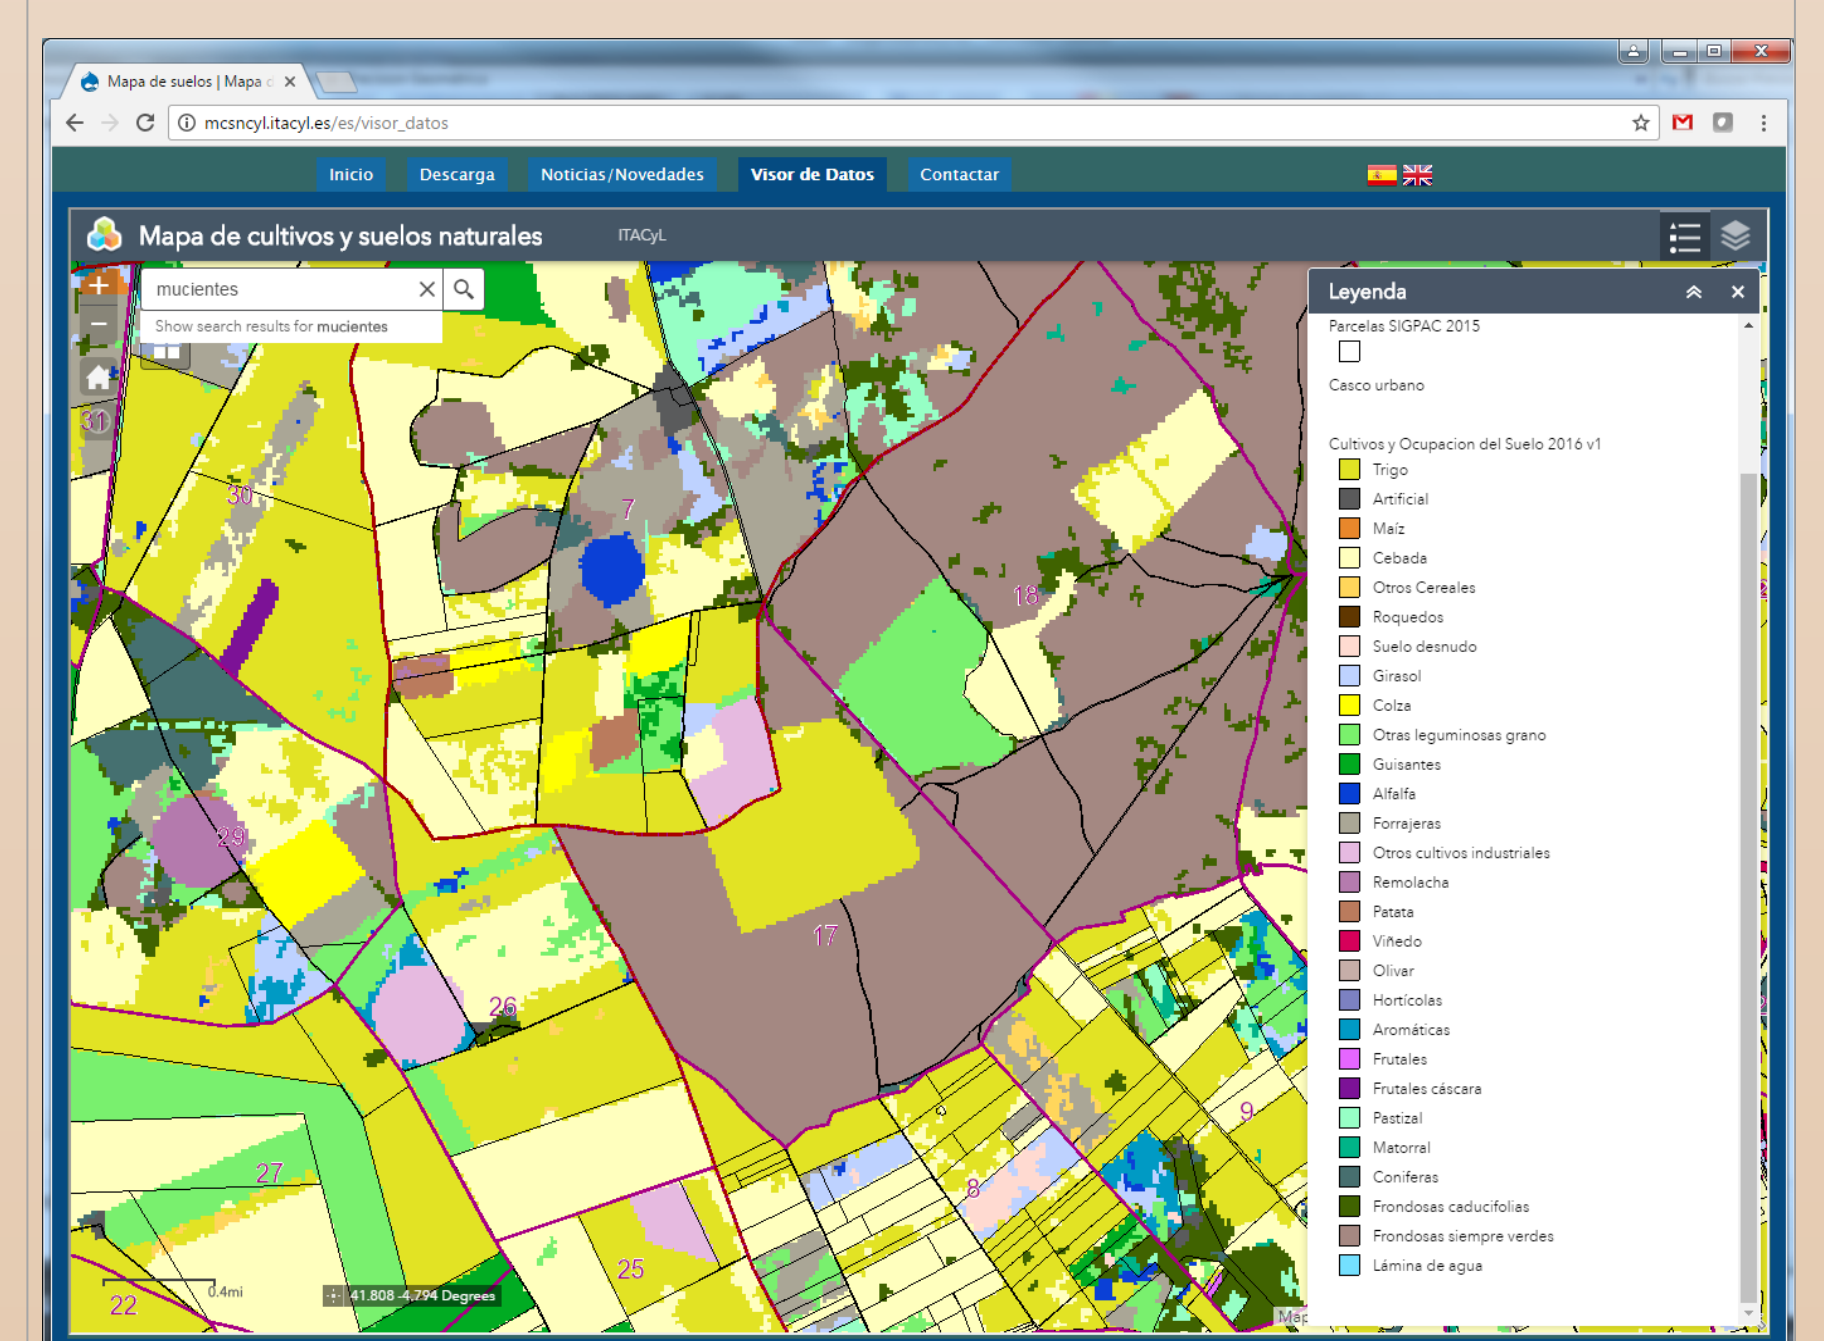 Mapa de suelos | Mapa d
mcsncyl.itacyl.es/es/visor_datos
Inicio
Descarga
Noticias/Novedades
Visor de Datos
Contactar
Mapa de cultivos y suelos naturales
ITACyL
mucientes
Show search results for mucientes
Leyenda
Parcelas SIGPAC 2015
Casco urbano
Cultivos y Ocupacion del Suelo 2016 v1
Trigo
Artificial
Maíz
Cebada
Otros Cereales
Roquedos
Suelo desnudo
Girasol
Colza
Otras leguminosas grano
Guisantes
Alfalfa
Forrajeras
Otros cultivos industriales
Remolacha
Patata
Viñedo
Olivar
Hortícolas
Aromáticas
Frutales
Frutales cáscara
Pastizal
Matorral
Coniferas
Frondosas caducifolias
Frondosas siempre verdes
Lámina de agua
31
30
7
18
29
17
26
9
27
8
25
22
0.4mi
41.808 -4.794 Degrees
Map